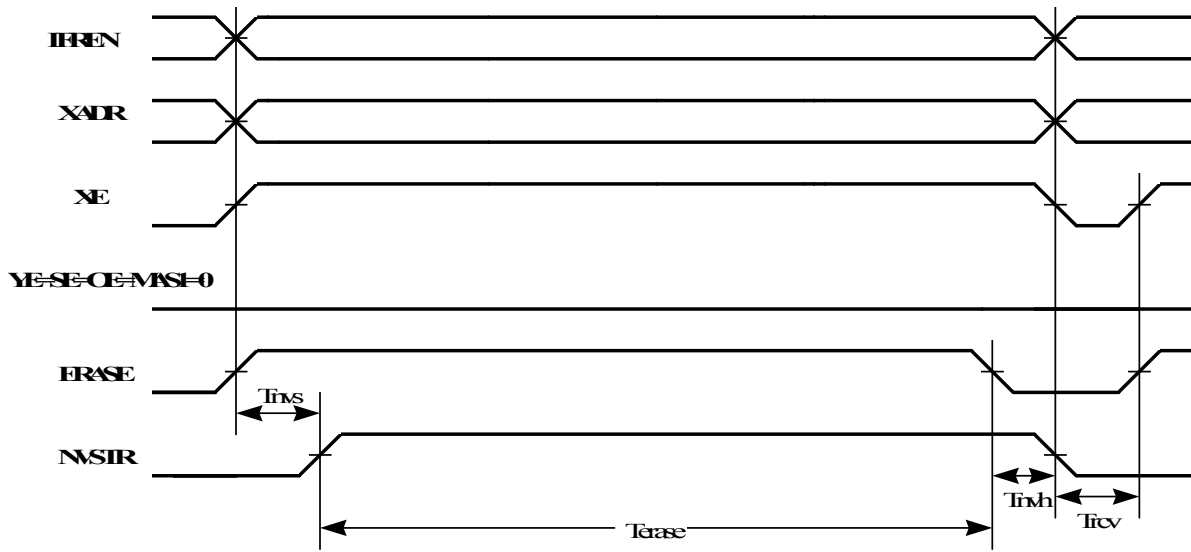 IFREN
XADR
XE
YE=SE=OE=MAS1=0
ERASE
Tnvs
NVSTR
Tnvh
Trcv
Terase